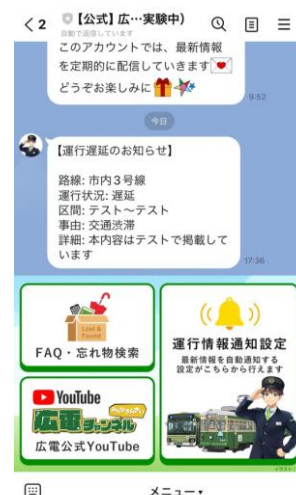 2
【公式】広…実験中)
自動で返信しています
このアカウントでは、最新情報
を定期的に配信していきます
どうぞお楽しみに
9:52
今日
【運行遅延のお知らせ】
路線: 市内3号線
運行状況: 遅延
区間: テスト〜テスト
事由: 交通渋滞
詳細: 本内容はテストで掲載して
います
17:36
Lost &
Found
FAQ・忘れ物検索
運行情報通知設定
最新情報を自動通知する
設定がこちらから行えます
YouTube
広電チャンネル
広電公式YouTube
イラスト
メニュー▾